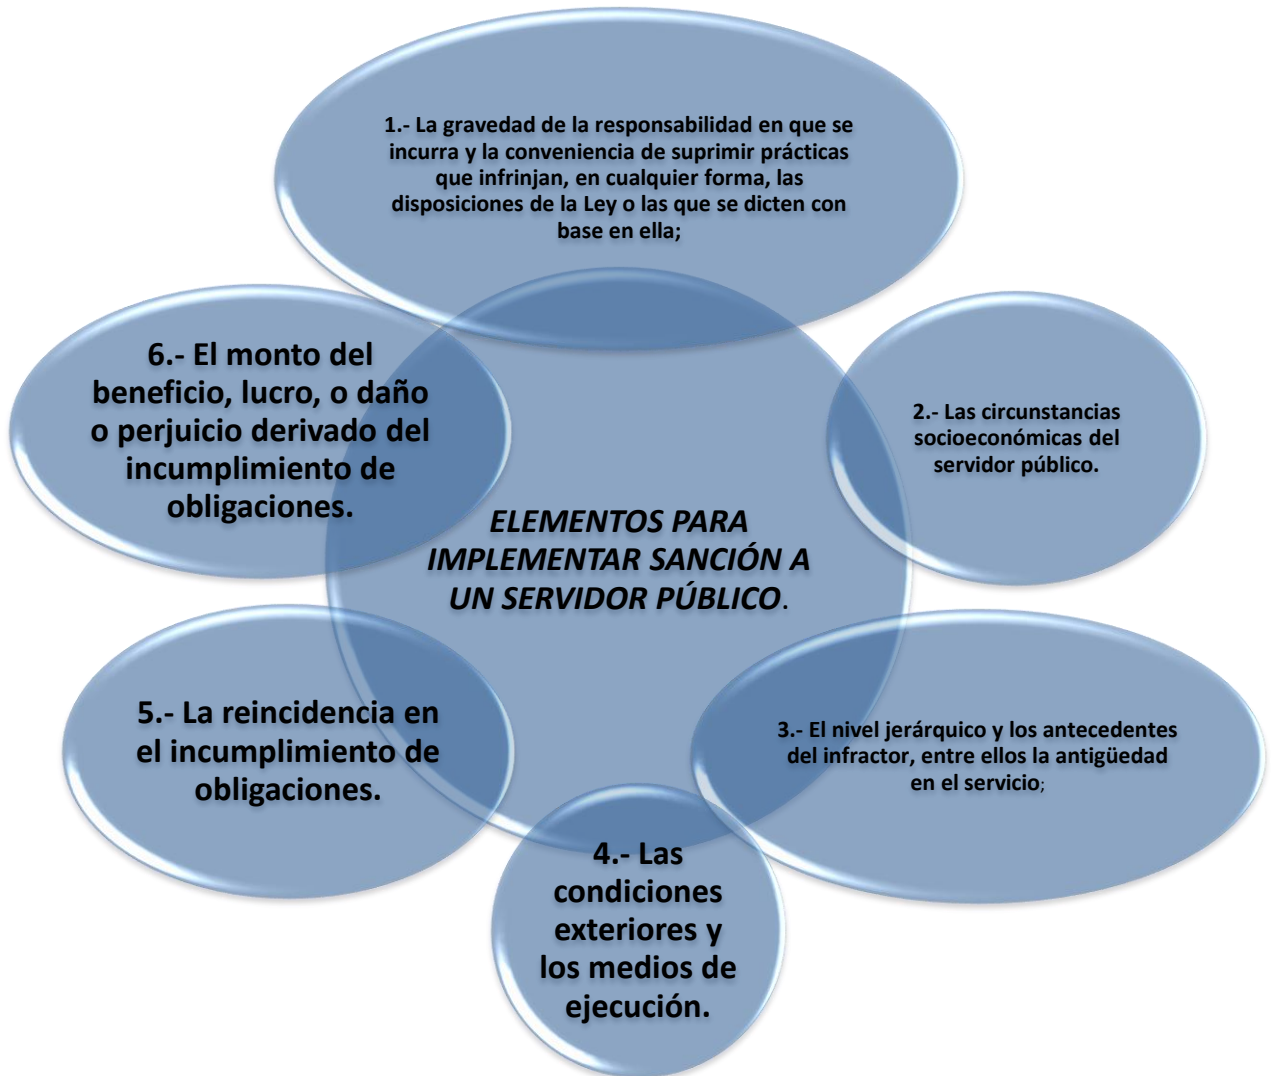 1.- La gravedad de la responsabilidad en que se
incurra y la conveniencia de suprimir prácticas
que infrinjan, en cualquier forma, las
disposiciones de la Ley o las que se dicten con
base en ella;
2.- Las circunstancias
socioeconómicas del
servidor público.
3.- El nivel jerárquico y los antecedentes
del infractor, entre ellos la antigüedad
en el servicio;
4.- Las
condiciones
exteriores y
los medios de
ejecución.
5.- La reincidencia en
el incumplimiento de
obligaciones.
6.- El monto del
beneficio, lucro, o daño
o perjuicio derivado del
incumplimiento de
obligaciones.
ELEMENTOS PARA
IMPLEMENTAR SANCIÓN A
UN SERVIDOR PÚBLICO.